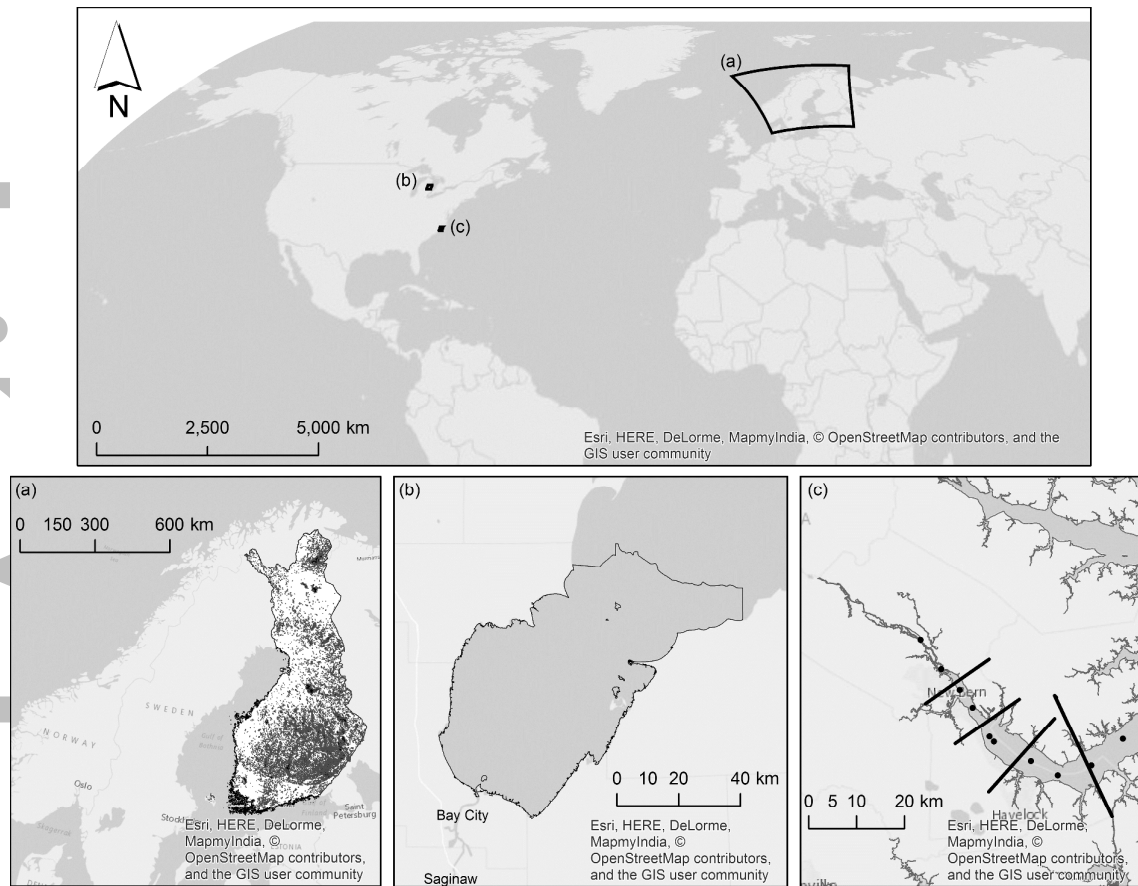 (a)
N
(b)
(c)
0 2,500 5,000 km
Esri, HERE, DeLorme, MapmyIndia, © OpenStreetMap contributors, and the
GIS user community
(a)
0 150 300 600 km
SWEDEN
NORWAY
Oslo
Saint
Petersburg
ESTONIA
Esri, HERE, DeLorme,
MapmyIndia, ©
OpenStreetMap contributors,
and the GIS user community
(b)
0 10 20 40 km
Bay City
Saginaw
Esri, HERE, DeLorme,
MapmyIndia, ©
OpenStreetMap contributors,
and the GIS user community
(c)
New Bern
0 5 10 20 km
Havelock
Esri, HERE, DeLorme,
MapmyIndia, ©
OpenStreetMap contributors,
and the GIS user community